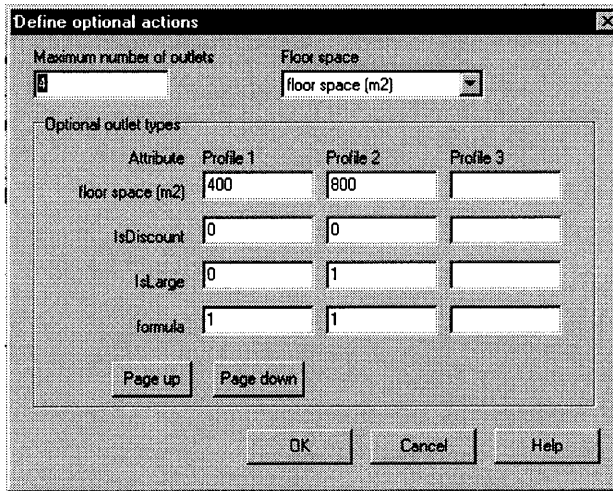 Define optional actions
Maximum number of outlets Floor space
4 floor space (m2)
Optional outlet types
Attribute Profile 1 Profile 2 Profile 3
floor space (m2) 400 800
IsDiscount 0 0
IsLarge 0 1
formula 1 1
Page up Page down
OK Cancel Help